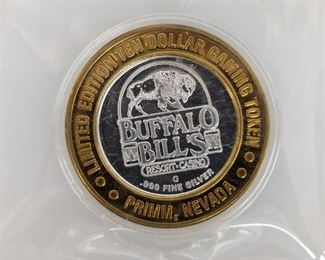 LIMITED EDITION TEN DOLLAR GAMING TOKEN
BUFFALO
BILL'S
RESORT · CASINO
G
.999 FINE SILVER
PRIMM, NEVADA